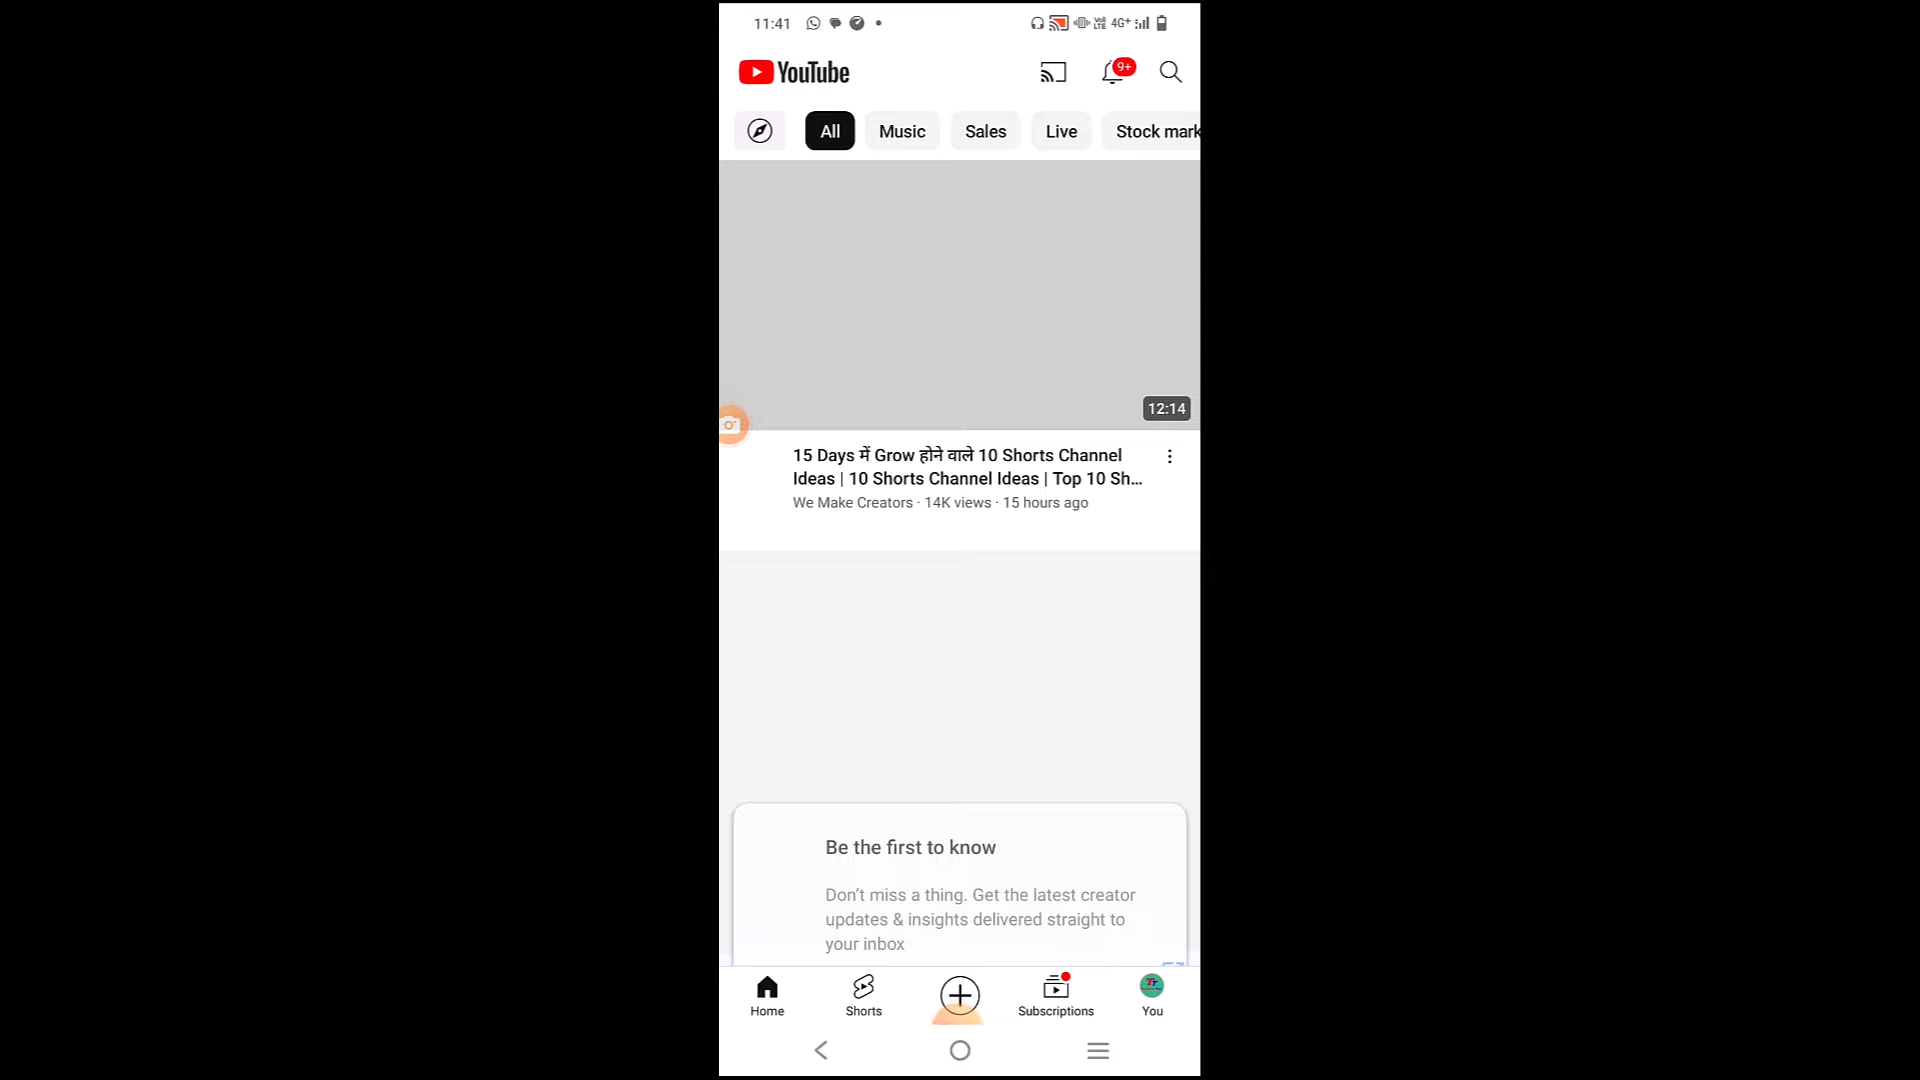 11:41 4G+
YouTube 9+
All Music Sales Live Stock mark
12:14
15 Days में Grow होने वाले 10 Shorts Channel
Ideas | 10 Shorts Channel Ideas | Top 10 Sh...
We Make Creators · 14K views · 15 hours ago
Be the first to know
Don't miss a thing. Get the latest creator
updates & insights delivered straight to
your inbox
Home Shorts Subscriptions You